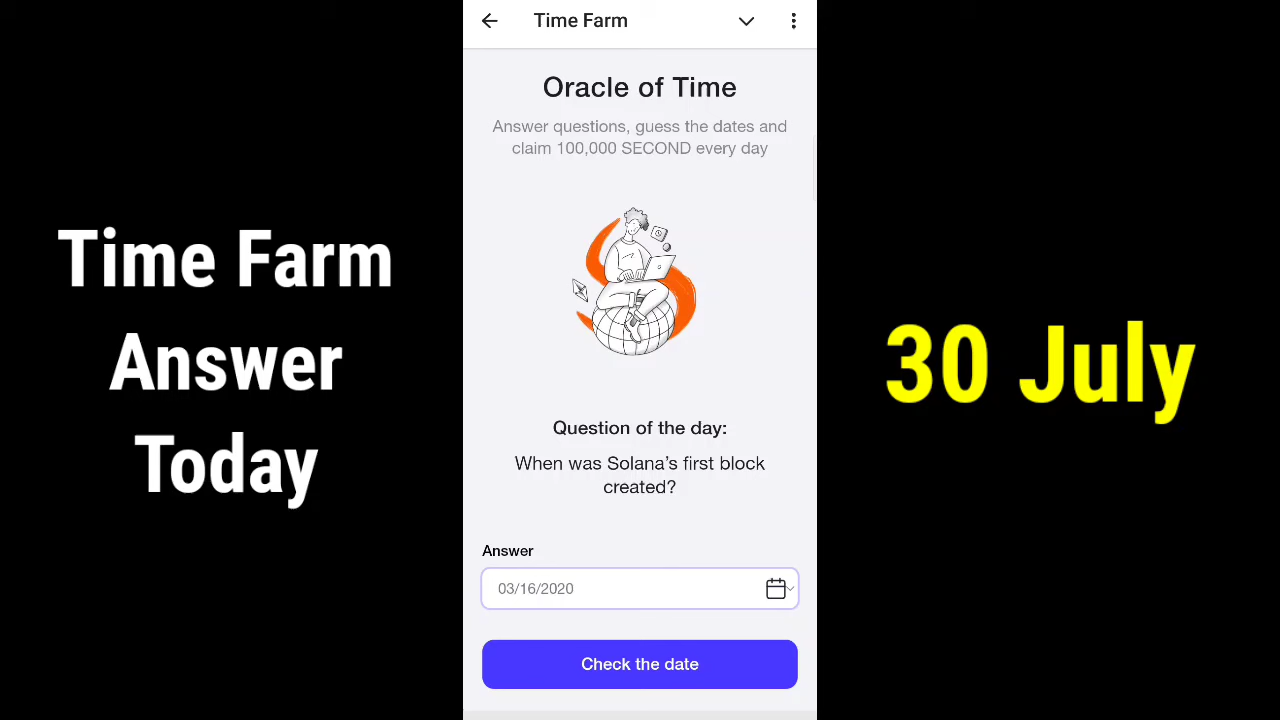 Time Farm
Oracle of Time
Answer questions, guess the dates and
claim 100,000 SECOND every day
Time Farm
Answer
Today
30 July
Question of the day:
When was Solana’s first block
created?
Answer
03/16/2020
Check the date